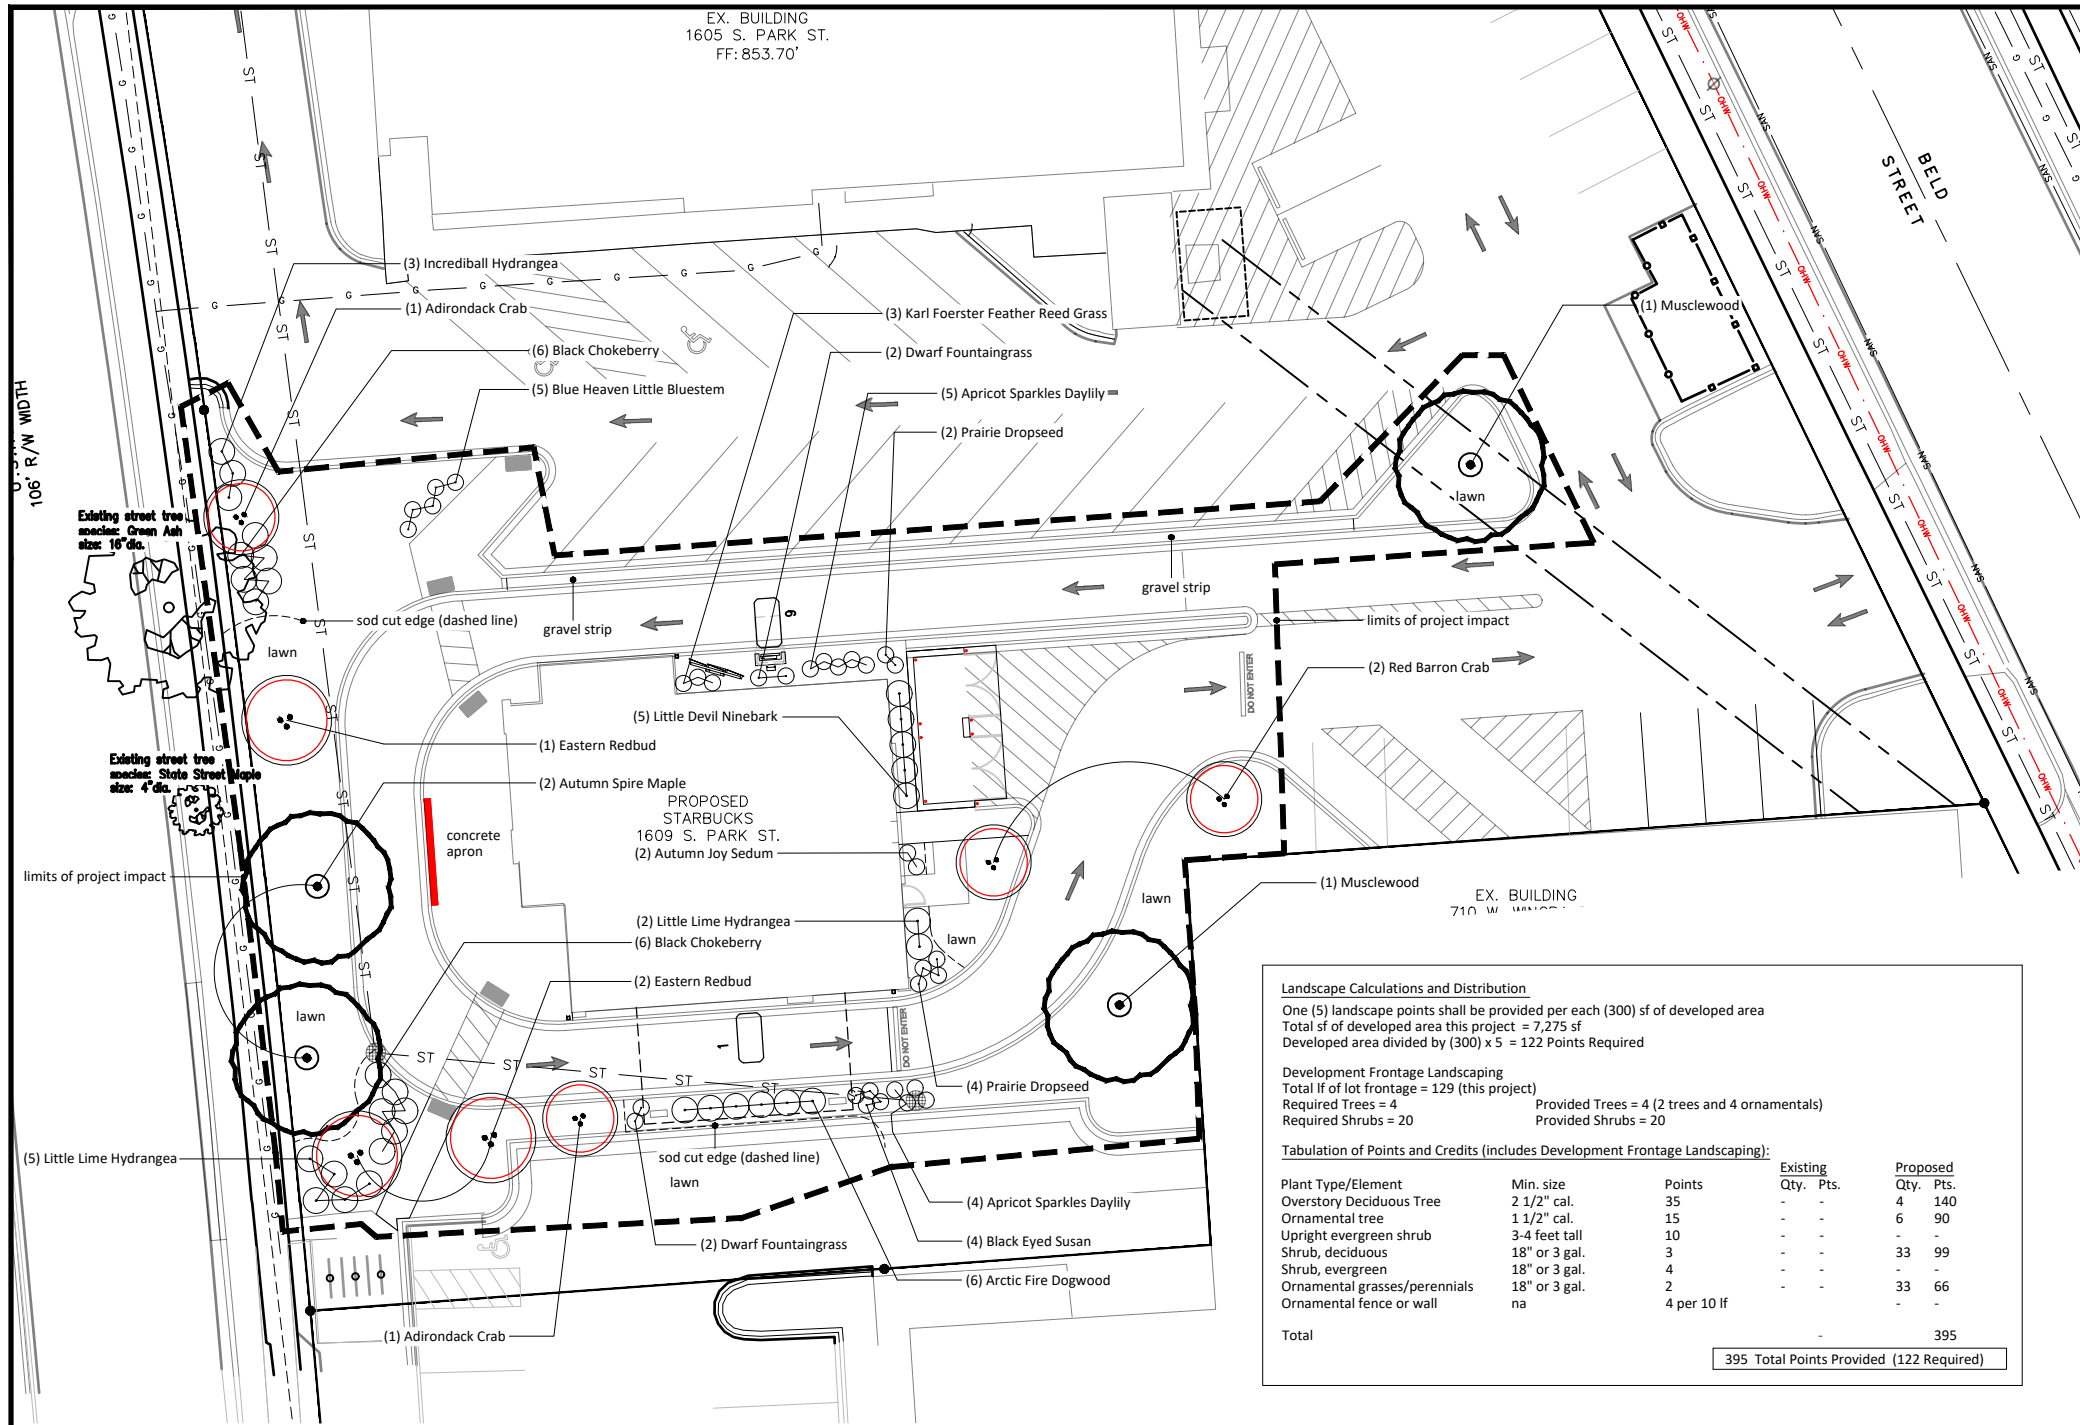 EX. BUILDING
1605 S. PARK ST.
FF: 853.70'
BELD
STREET
106' R/W WIDTH
(3) Incrediball Hydrangea
(1) Adirondack Crab
(6) Black Chokeberry
(5) Blue Heaven Little Bluestem
(3) Karl Foerster Feather Reed Grass
(2) Dwarf Fountaingrass
(5) Apricot Sparkles Daylily
(2) Prairie Dropseed
(1) Musclewood
lawn
Existing street tree
species: Green Ash
size: 16"dia.
sod cut edge (dashed line)
lawn
gravel strip
gravel strip
9
limits of project impact
(2) Red Barron Crab
DO NOT ENTER
(5) Little Devil Ninebark
(1) Eastern Redbud
Existing street tree
species: State Street Maple
size: 4"dia.
(2) Autumn Spire Maple
PROPOSED
STARBUCKS
1609 S. PARK ST.
concrete
apron
(2) Autumn Joy Sedum
limits of project impact
(1) Musclewood
lawn
EX. BUILDING
(2) Little Lime Hydrangea
(6) Black Chokeberry
lawn
(2) Eastern Redbud
lawn
1
DO NOT ENTER
(4) Prairie Dropseed
(5) Little Lime Hydrangea
sod cut edge (dashed line)
lawn
(4) Apricot Sparkles Daylily
(2) Dwarf Fountaingrass
(4) Black Eyed Susan
(6) Arctic Fire Dogwood
(1) Adirondack Crab
G
ST
SAN
OHW
Landscape Calculations and Distribution
One (5) landscape points shall be provided per each (300) sf of developed area
Total sf of developed area this project = 7,275 sf
Developed area divided by (300) x 5 = 122 Points Required
Development Frontage Landscaping
Total lf of lot frontage = 129 (this project)
Required Trees = 4 Provided Trees = 4 (2 trees and 4 ornamentals)
Required Shrubs = 20 Provided Shrubs = 20
Tabulation of Points and Credits (includes Development Frontage Landscaping):
Existing Proposed
Plant Type/Element Min. size Points Qty. Pts. Qty. Pts.
Overstory Deciduous Tree 2 1/2" cal. 35 - - 4 140
Ornamental tree 1 1/2" cal. 15 - - 6 90
Upright evergreen shrub 3-4 feet tall 10 - - - -
Shrub, deciduous 18" or 3 gal. 3 - - 33 99
Shrub, evergreen 18" or 3 gal. 4 - - - -
Ornamental grasses/perennials 18" or 3 gal. 2 - - 33 66
Ornamental fence or wall na 4 per 10 lf - -
Total - 395
395 Total Points Provided (122 Required)